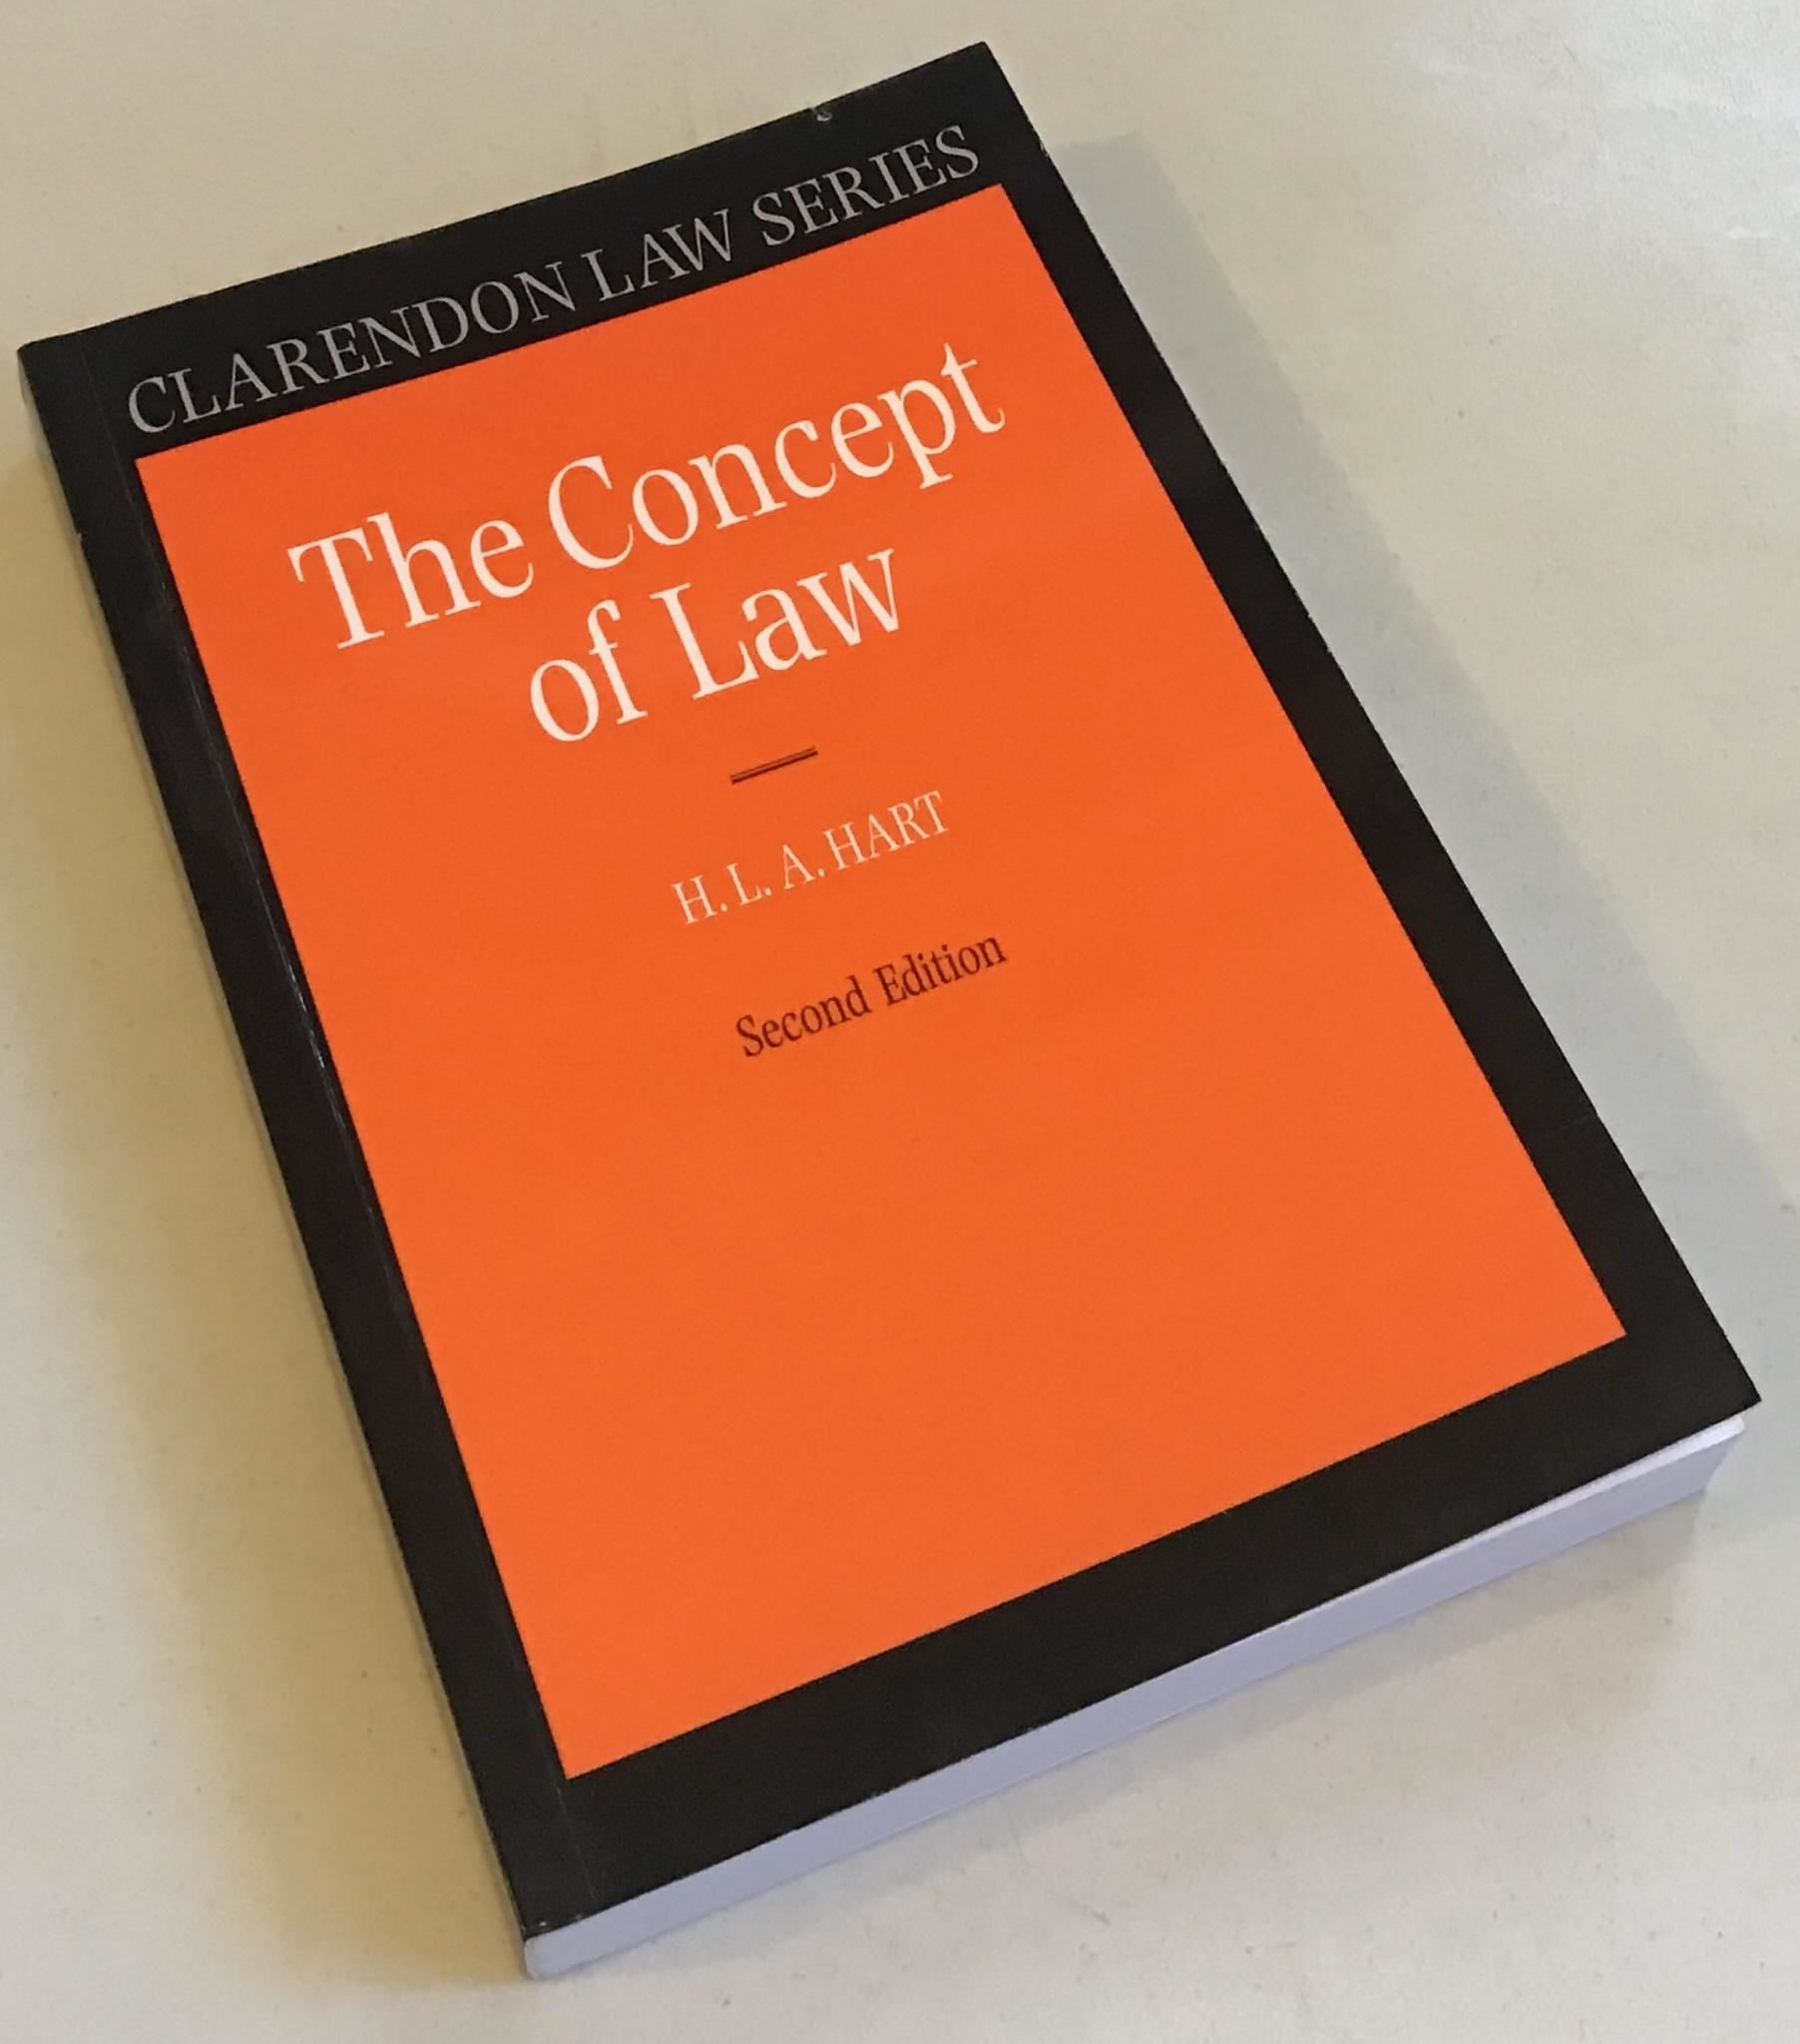 CLARENDON LAW SERIES
The Concept
of Law
H. L. A. HART
Second Edition